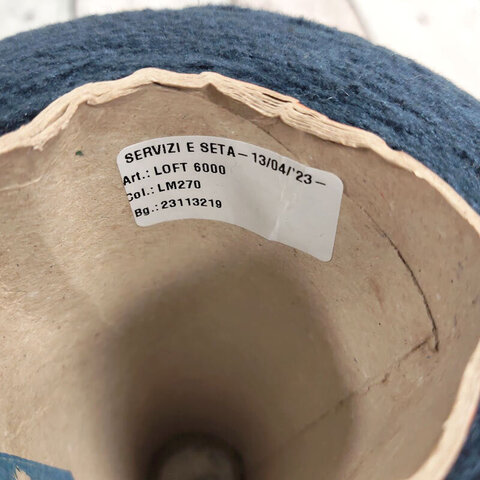 SERVIZI E SETA - 13/04/'23 -
Art.: LOFT 6000
Col.: LM270
Bg.: 23113219